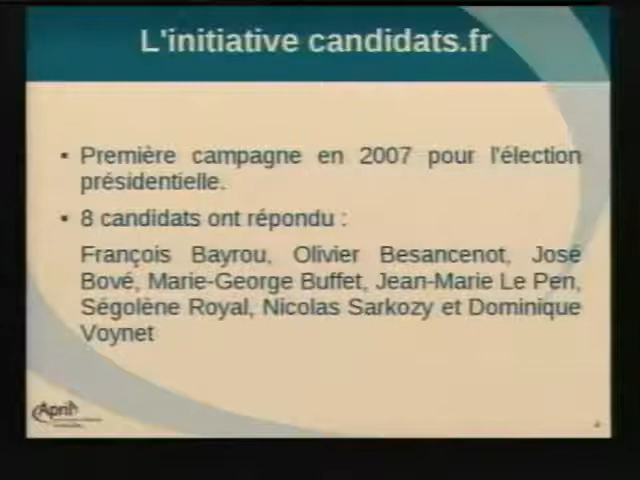 L'initiative candidats.fr
▪ Première campagne en 2007 pour l'élection
présidentielle.
▪ 8 candidats ont répondu :
François Bayrou, Olivier Besancenot, José
Bové, Marie-George Buffet, Jean-Marie Le Pen,
Ségolène Royal, Nicolas Sarkozy et Dominique
Voynet
April